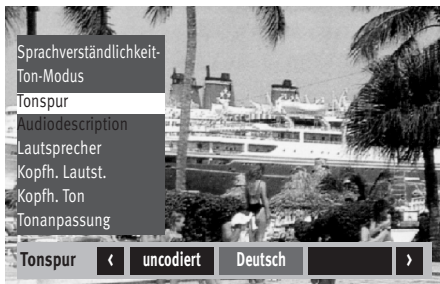 Sprachverständlichkeit-
Ton-Modus
Tonspur
Audiodescription
Lautsprecher
Kopfh. Lautst.
Kopfh. Ton
Tonanpassung
Tonspur ‹ uncodiert Deutsch ›